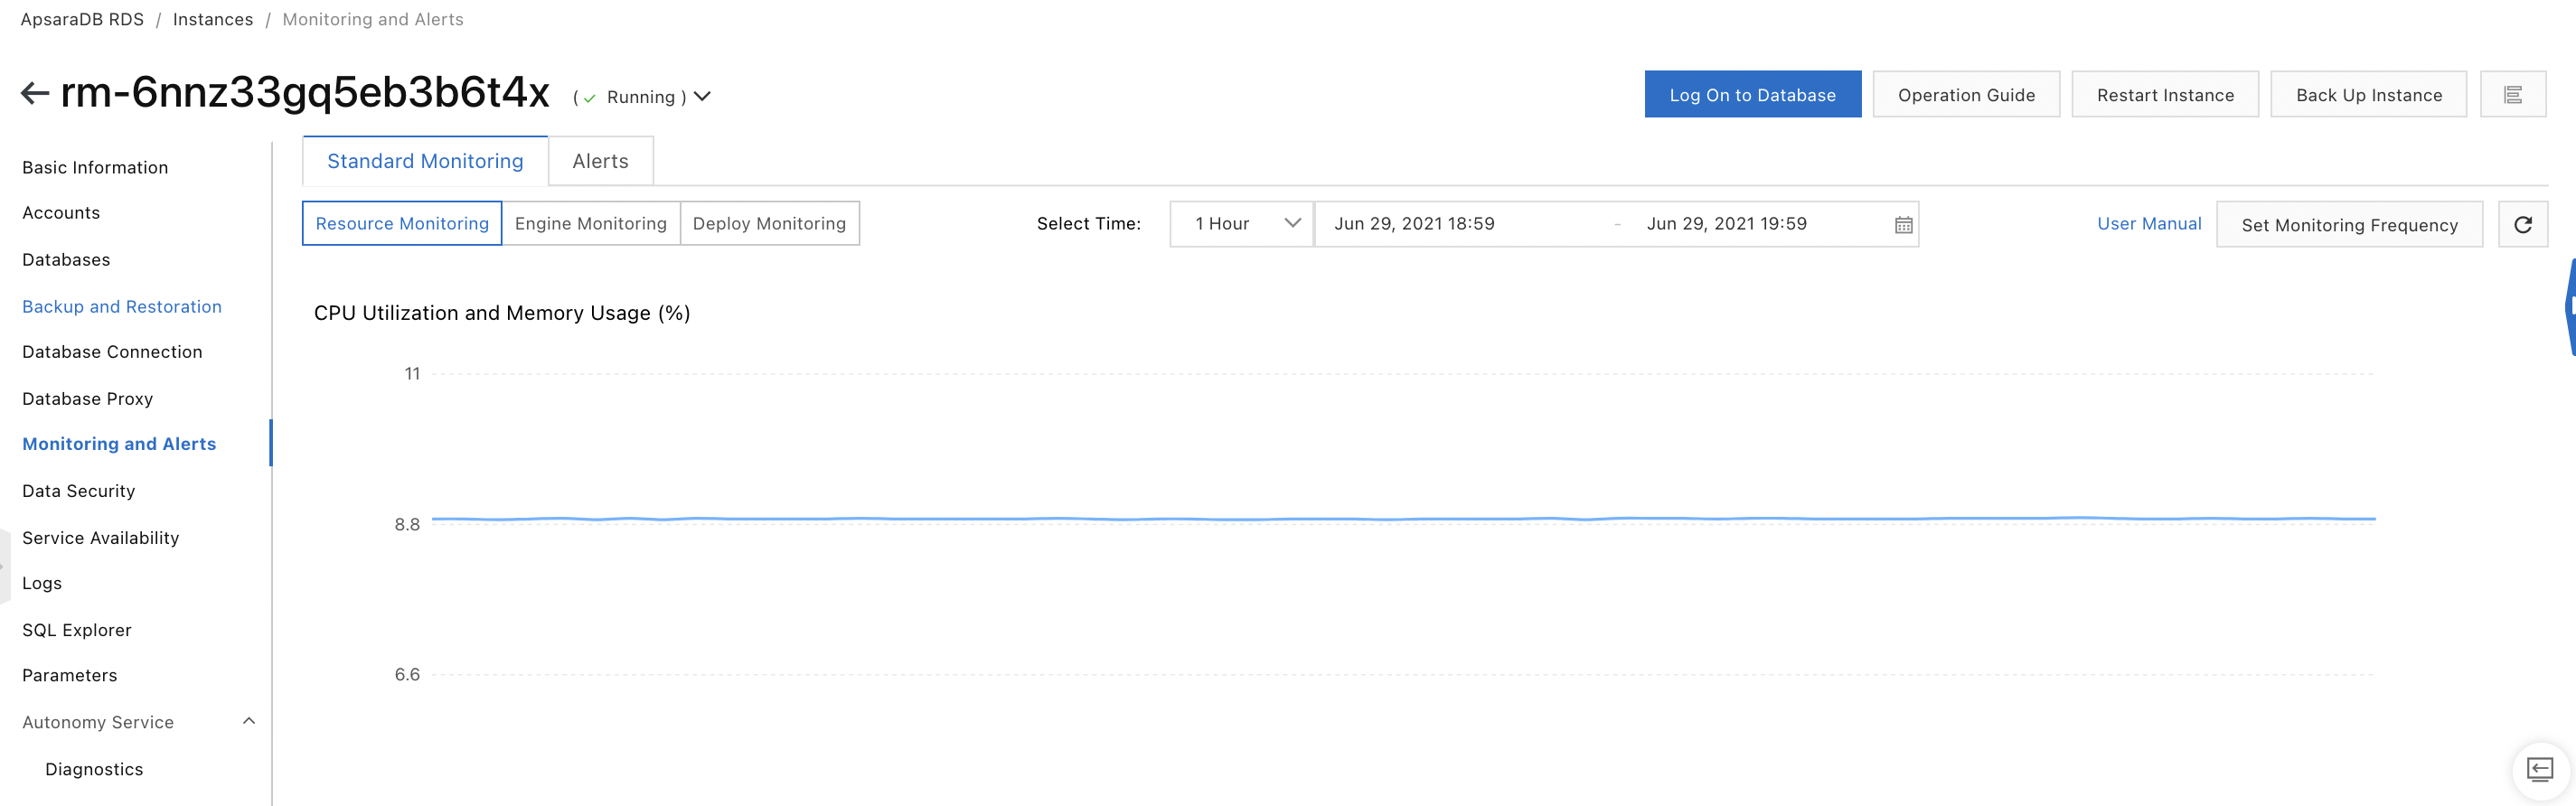 ApsaraDB RDS / Instances / Monitoring and Alerts
rm-6nnz33gq5eb3b6t4x ( Running )
Log On to Database
Operation Guide
Restart Instance
Back Up Instance
Basic Information
Accounts
Databases
Backup and Restoration
Database Connection
Database Proxy
Monitoring and Alerts
Data Security
Service Availability
Logs
SQL Explorer
Parameters
Autonomy Service
Diagnostics
Standard Monitoring
Alerts
Resource Monitoring
Engine Monitoring
Deploy Monitoring
Select Time:
1 Hour
Jun 29, 2021 18:59 - Jun 29, 2021 19:59
User Manual
Set Monitoring Frequency
CPU Utilization and Memory Usage (%)
11
8.8
6.6